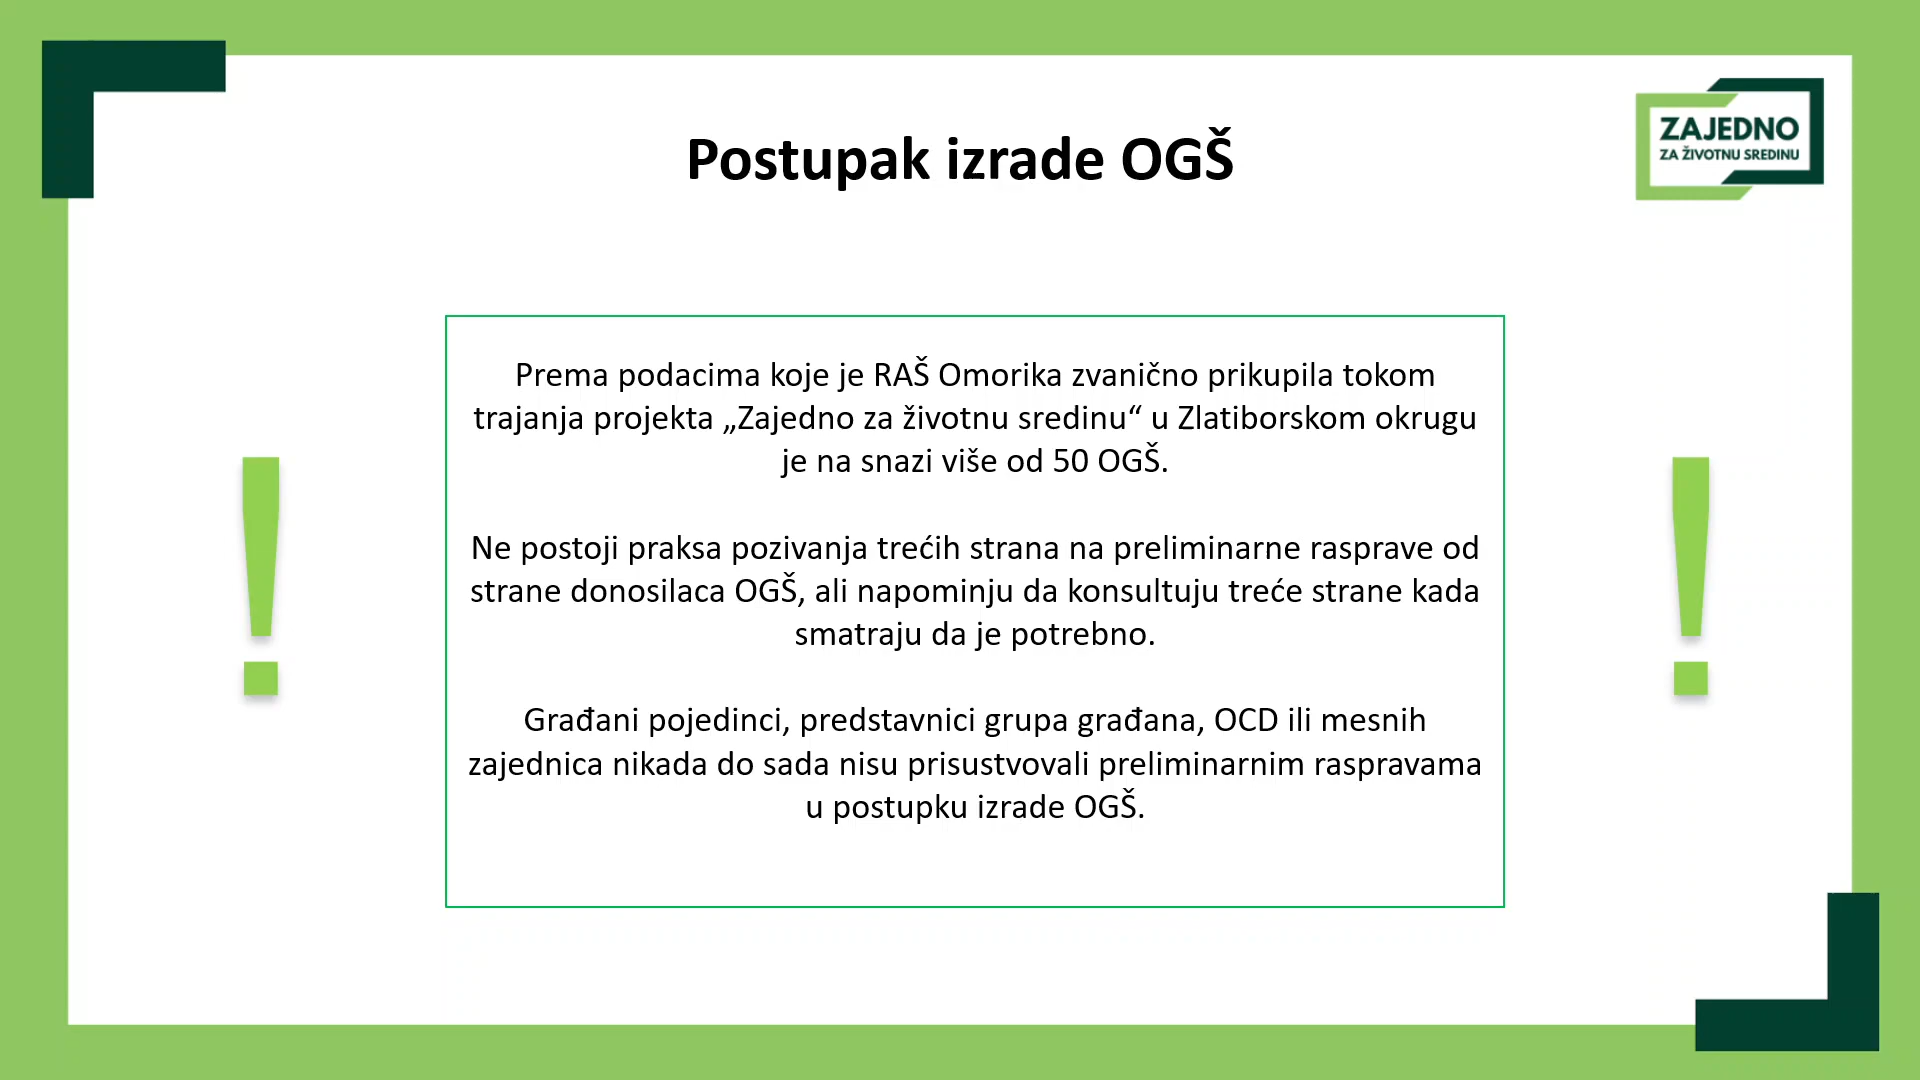 Postupak izrade OGŠ
ZAJEDNO
ZA ŽIVOTNU SREDINU
Prema podacima koje je RAŠ Omorika zvanično prikupila tokom
trajanja projekta „Zajedno za životnu sredinu“ u Zlatiborskom okrugu
je na snazi više od 50 OGŠ.
Ne postoji praksa pozivanja trećih strana na preliminarne rasprave od
strane donosilaca OGŠ, ali napominju da konsultuju treće strane kada
smatraju da je potrebno.
Građani pojedinci, predstavnici grupa građana, OCD ili mesnih
zajednica nikada do sada nisu prisustvovali preliminarnim raspravama
u postupku izrade OGŠ.
! !